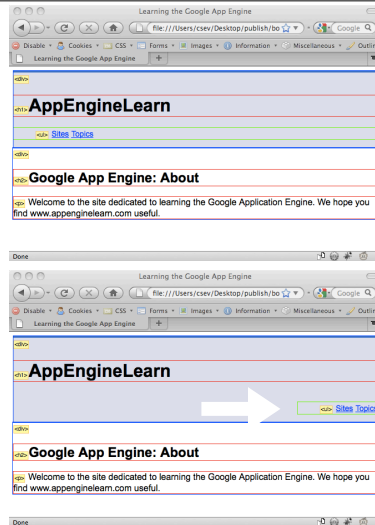 Learning the Google App Engine
file:///Users/csev/Desktop/publish/bo
Google
Disable Cookies CSS Forms Images Information Miscellaneous Outlin
Learning the Google App Engine +
<div>
<h1> AppEngineLearn
<ul> Sites Topics
<div>
<h2> Google App Engine: About
<p> Welcome to the site dedicated to learning the Google Application Engine. We hope you
find www.appenginelearn.com useful.
Done
Learning the Google App Engine
file:///Users/csev/Desktop/publish/bo
Google
Disable Cookies CSS Forms Images Information Miscellaneous Outlin
Learning the Google App Engine +
<div>
<h1> AppEngineLearn
<ul> Sites Topics
<div>
<h2> Google App Engine: About
<p> Welcome to the site dedicated to learning the Google Application Engine. We hope you
find www.appenginelearn.com useful.
Done